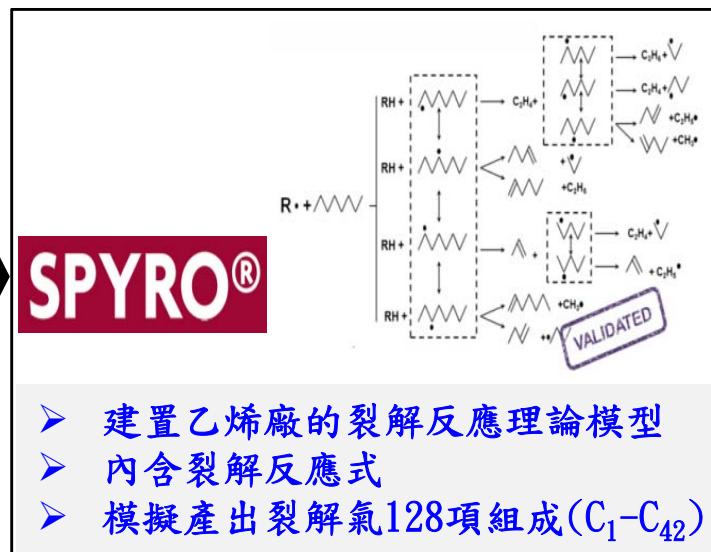 RH +
C₂H₄+
C₃H₆ +
C₂H₄ +
+C₂H₅•
+CH₃•
RH +
+
+C₂H₆
R• +
RH +
+
C₂H₄ +
+ C₂H₅•
RH +
+CH₃•
+
VALIDATED
SPYRO®
➤ 建置乙烯廠的裂解反應理論模型
➤ 內含裂解反應式
➤ 模擬產出裂解氣128項組成(C₁-C₄₂)